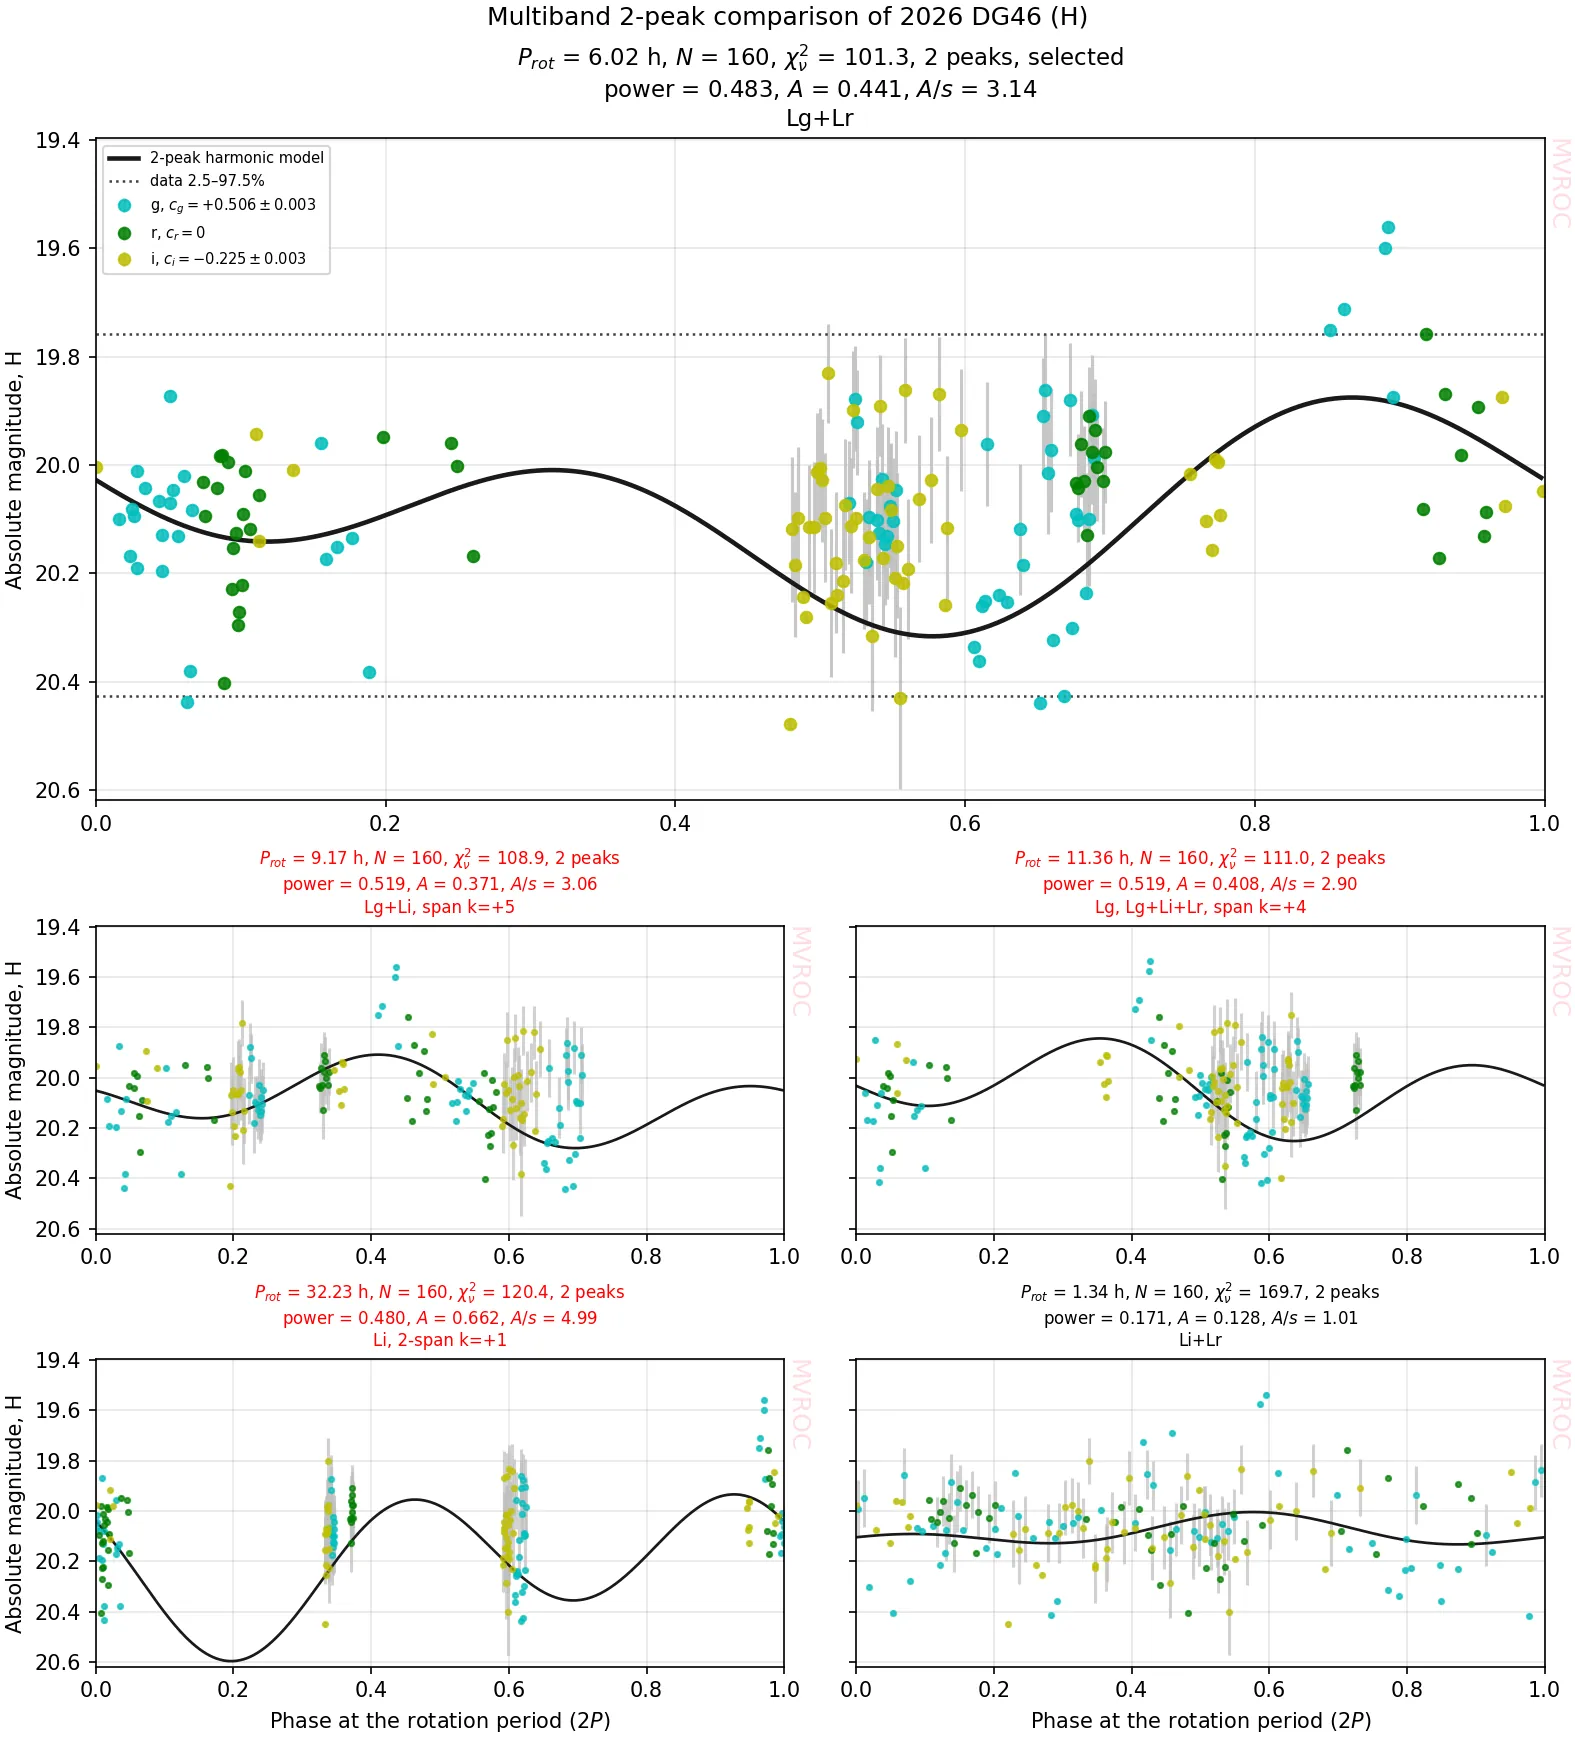 Multiband 2-peak comparison of 2026 DG46 (H)
P_rot = 6.02 h, N = 160, χ²_ν = 101.3, 2 peaks, selected
power = 0.483, A = 0.441, A/s = 3.14
Lg+Lr
Absolute magnitude, H
19.4
19.6
19.8
20.0
20.2
20.4
20.6
2-peak harmonic model
data 2.5–97.5%
g, c_g = +0.506 ± 0.003
r, c_r = 0
i, c_i = −0.225 ± 0.003
MVROC
0.0 0.2 0.4 0.6 0.8 1.0
P_rot = 9.17 h, N = 160, χ²_ν = 108.9, 2 peaks
power = 0.519, A = 0.371, A/s = 3.06
Lg+Li, span k=+5
Absolute magnitude, H
19.4
19.6
19.8
20.0
20.2
20.4
20.6
MVROC
0.0 0.2 0.4 0.6 0.8 1.0
P_rot = 11.36 h, N = 160, χ²_ν = 111.0, 2 peaks
power = 0.519, A = 0.408, A/s = 2.90
Lg, Lg+Li+Lr, span k=+4
MVROC
0.0 0.2 0.4 0.6 0.8 1.0
P_rot = 32.23 h, N = 160, χ²_ν = 120.4, 2 peaks
power = 0.480, A = 0.662, A/s = 4.99
Li, 2-span k=+1
Absolute magnitude, H
19.4
19.6
19.8
20.0
20.2
20.4
20.6
MVROC
0.0 0.2 0.4 0.6 0.8 1.0
Phase at the rotation period (2P)
P_rot = 1.34 h, N = 160, χ²_ν = 169.7, 2 peaks
power = 0.171, A = 0.128, A/s = 1.01
Li+Lr
MVROC
0.0 0.2 0.4 0.6 0.8 1.0
Phase at the rotation period (2P)